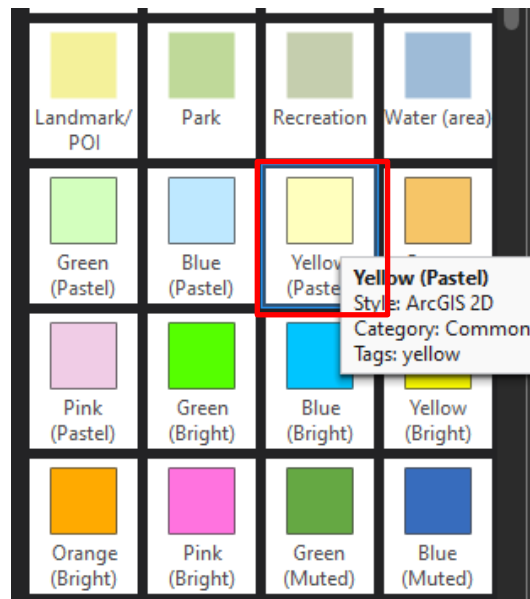 Landmark/
POI
Park
Recreation
Water (area)
Green
(Pastel)
Blue
(Pastel)
Yellow (Pastel)
Style: ArcGIS 2D
Category: Common
Tags: yellow
Pink
(Pastel)
Green
(Bright)
Blue
(Bright)
Yellow
(Bright)
Orange
(Bright)
Pink
(Bright)
Green
(Muted)
Blue
(Muted)